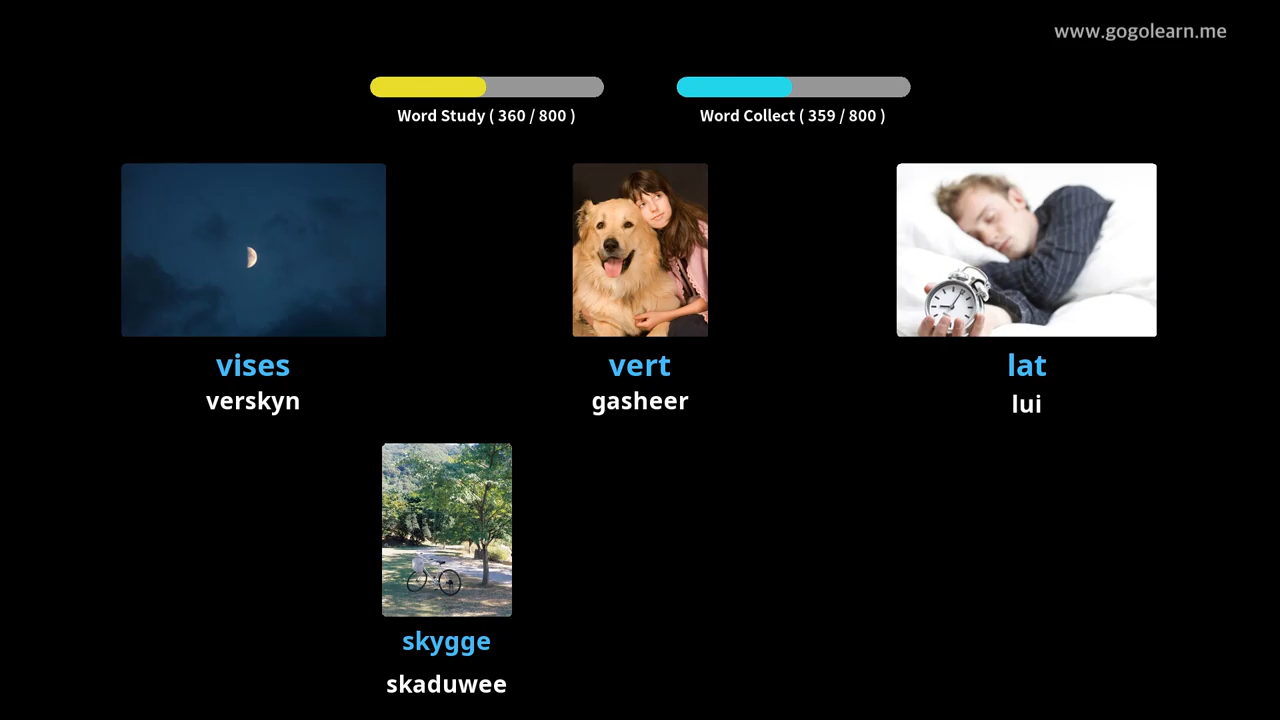 www.gogolearn.me
Word Study ( 360 / 800 )
Word Collect ( 359 / 800 )
vises
verskyn
vert
gasheer
lat
lui
skygge
skaduwee